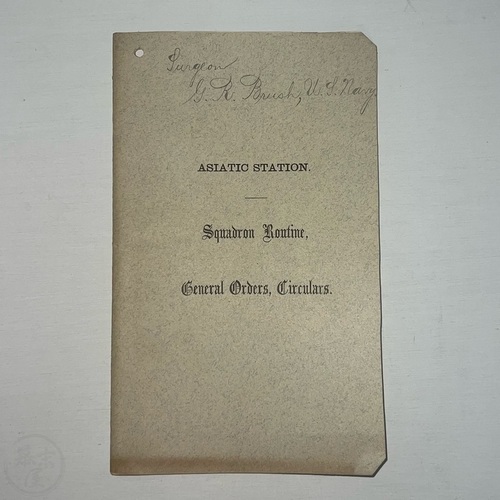 Surgeon
G. R. Brush, U. S. Navy
ASIATIC STATION.
Squadron Routine,
General Orders, Circulars.